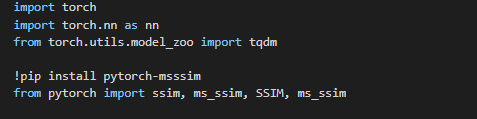 import torch
import torch.nn as nn
from torch.utils.model_zoo import tqdm
!pip install pytorch-msssim
from pytorch import ssim, ms_ssim, SSIM, ms_ssim